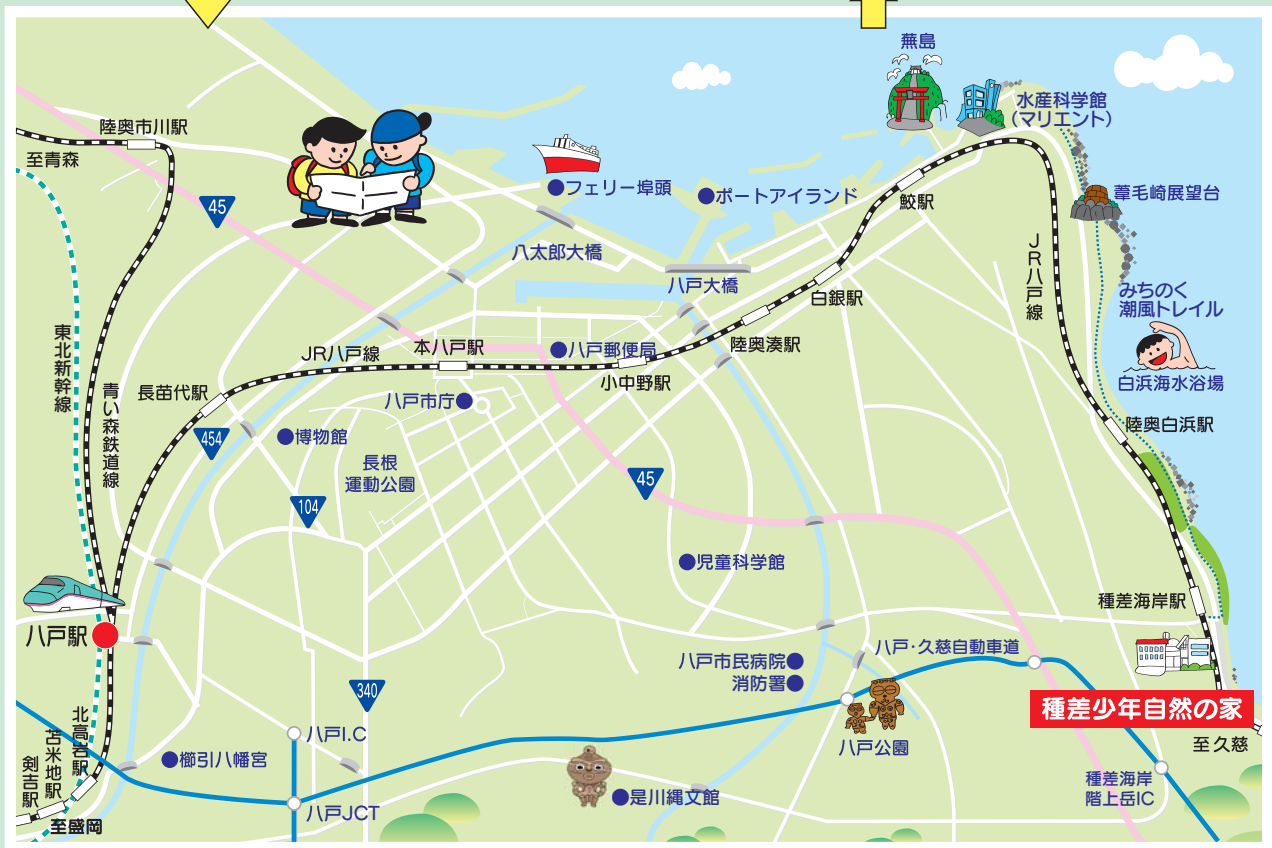 蕪島
水産科学館
(マリエント)
陸奥市川駅
至青森
45
フェリー埠頭
ポートアイランド
鮫駅
葦毛崎展望台
八太郎大橋
八戸大橋
白銀駅
JR八戸線
みちのく
潮風トレイル
東北新幹線
JR八戸線
本八戸駅
八戸郵便局
陸奥湊駅
小中野駅
白浜海水浴場
青い森鉄道線
長苗代駅
八戸市庁
陸奥白浜駅
454
博物館
長根
運動公園
45
104
児童科学館
種差海岸駅
八戸駅
八戸・久慈自動車道
八戸市民病院
消防署
340
種差少年自然の家
北高岩駅
苫米地駅
剣吉駅
八戸I.C
櫛引八幡宮
八戸公園
至久慈
種差海岸
階上岳IC
是川縄文館
八戸JCT
至盛岡